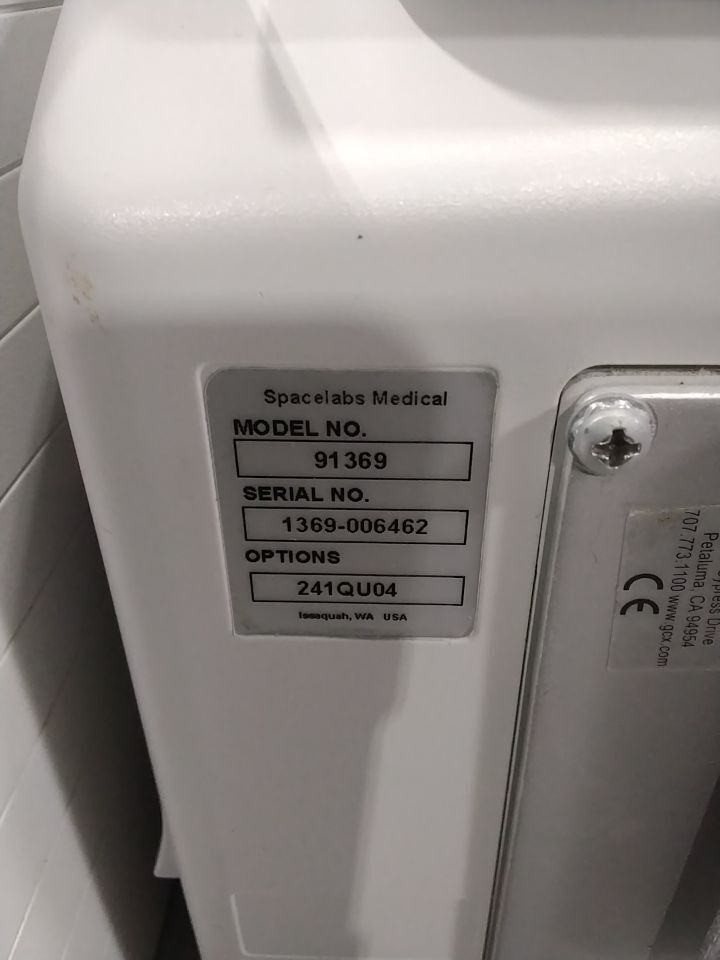 Spacelabs Medical
MODEL NO.
91369
SERIAL NO.
1369-006462
OPTIONS
241QU04
Issaquah, WA USA
Drive
Petaluma, CA 94954
707.773.1100 www.gcx.com
CE